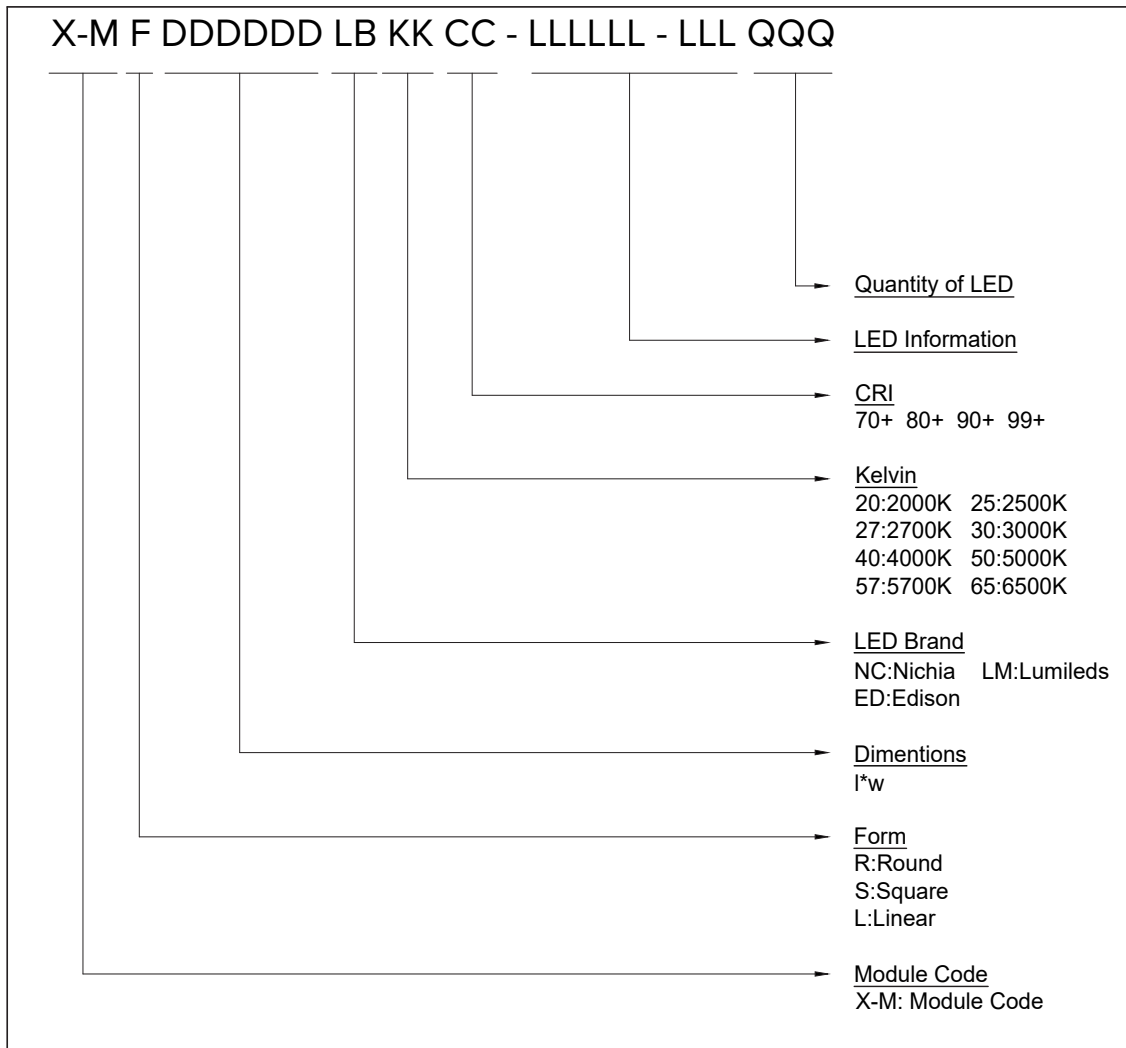 X-M F DDDDDD LB KK CC - LLLLLL - LLL QQQ
Quantity of LED
LED Information
CRI
70+ 80+ 90+ 99+
Kelvin
20:2000K 25:2500K
27:2700K 30:3000K
40:4000K 50:5000K
57:5700K 65:6500K
LED Brand
NC:Nichia LM:Lumileds
ED:Edison
Dimentions
l*w
Form
R:Round
S:Square
L:Linear
Module Code
X-M: Module Code